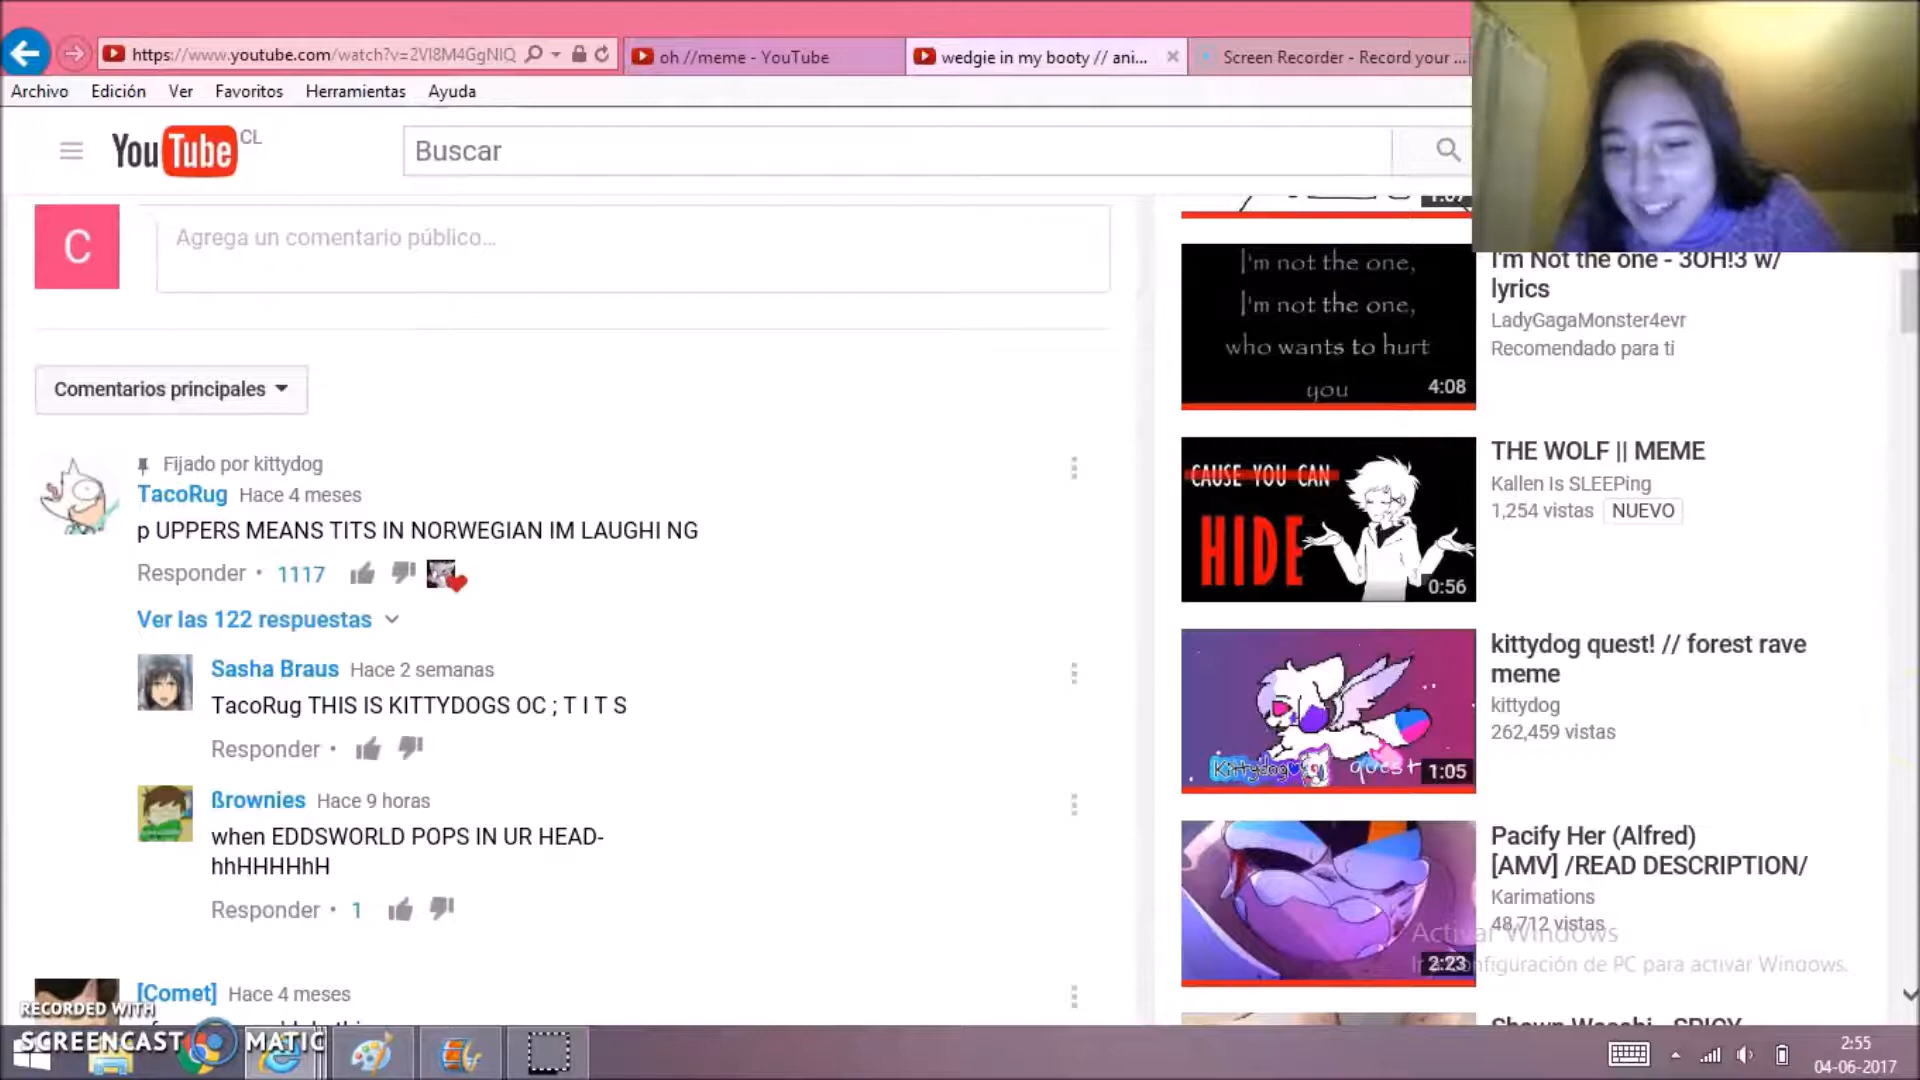 https://www.youtube.com/watch?v=2VI8M4GgNIQ
oh //meme - YouTube
wedgie in my booty // ani...
Screen Recorder - Record your ...
Archivo Edición Ver Favoritos Herramientas Ayuda
YouTube CL
Buscar
C
Agrega un comentario público...
Comentarios principales
Fijado por kittydog
TacoRug Hace 4 meses
p UPPERS MEANS TITS IN NORWEGIAN IM LAUGHI NG
Responder • 1117
Ver las 122 respuestas
Sasha Braus Hace 2 semanas
TacoRug THIS IS KITTYDOGS OC ; T I T S
Responder •
ßrownies Hace 9 horas
when EDDSWORLD POPS IN UR HEAD-
hhHHHHhH
Responder • 1
[Comet] Hace 4 meses
1:07
I'm not the one,
I'm not the one,
who wants to hurt
you
4:08
I'm Not the one - 3OH!3 w/
lyrics
LadyGagaMonster4evr
Recomendado para ti
CAUSE YOU CAN
HIDE
0:56
THE WOLF || MEME
Kallen Is SLEEPing
1,254 vistas NUEVO
Kittydog quest
1:05
kittydog quest! // forest rave
meme
kittydog
262,459 vistas
2:23
Pacify Her (Alfred)
[AMV] /READ DESCRIPTION/
Karimations
48,712 vistas
Activar Windows
Ir a Configuración de PC para activar Windows.
RECORDED WITH
SCREENCAST MATIC
2:55
04-06-2017